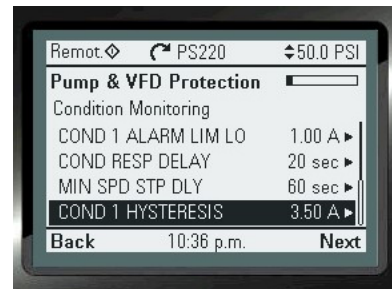 Remot. PS220 50.0 PSI
Pump & VFD Protection
Condition Monitoring
COND 1 ALARM LIM LO 1.00 A
COND RESP DELAY 20 sec
MIN SPD STP DLY 60 sec
COND 1 HYSTERESIS 3.50 A
Back 10:36 p.m. Next